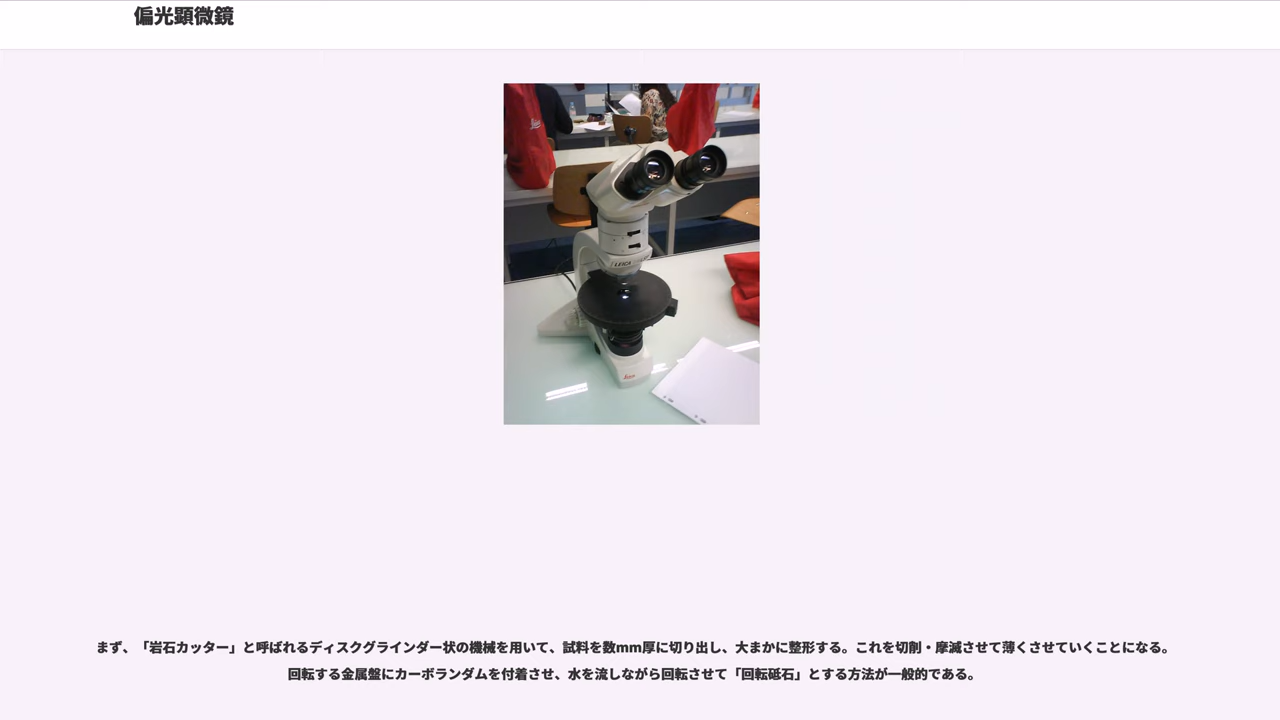 偏光顕微鏡
LEICA
まず、「岩石カッター」と呼ばれるディスクグラインダー状の機械を用いて、試料を数mm厚に切り出し、大まかに整形する。これを切削・摩滅させて薄くさせていくことになる。
回転する金属盤にカーボランダムを付着させ、水を流しながら回転させて「回転砥石」とする方法が一般的である。